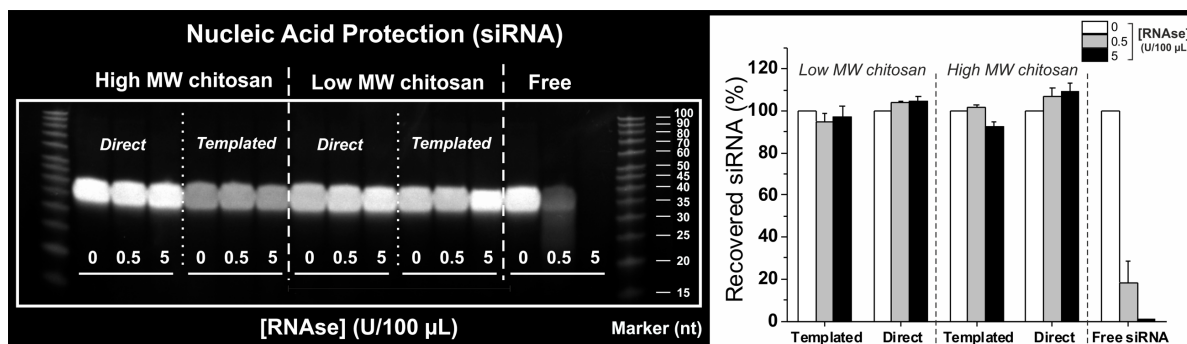 Nucleic Acid Protection (siRNA)
High MW chitosan Low MW chitosan Free
Direct Templated Direct Templated
100
90
80
70
60
50
45
40
35
30
25
20
15
0 0.5 5 0 0.5 5 0 0.5 5 0 0.5 5 0 0.5 5
[RNAse] (U/100 µL) Marker (nt)
0
0.5
5
[RNAse]
(U/100 µL)
Low MW chitosan High MW chitosan
Recovered siRNA (%)
120
100
80
60
40
20
0
Templated Direct Templated Direct Free siRNA